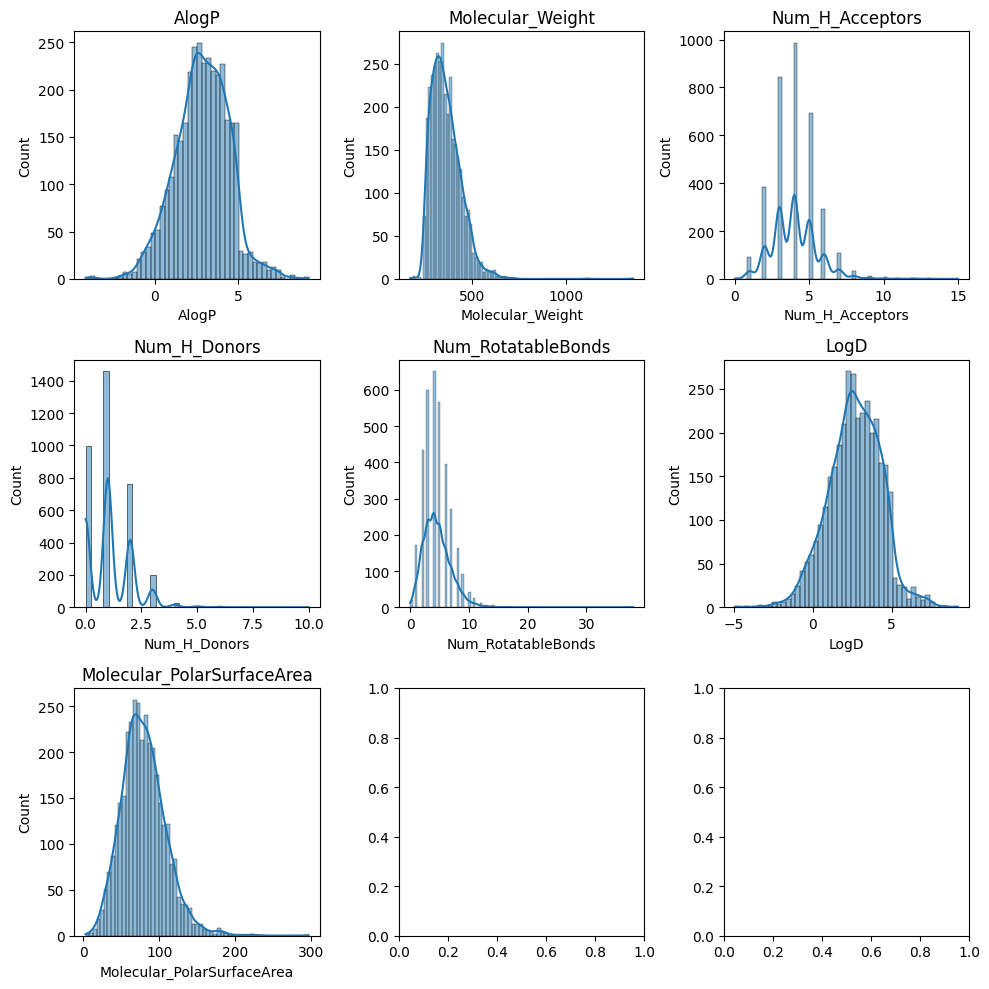 AlogP Molecular_Weight Num_H_Acceptors
250
200
150
100
50
0
Count
0 5
AlogP
250
200
150
100
50
0
Count
500 1000
Molecular_Weight
1000
800
600
400
200
0
Count
0 5 10 15
Num_H_Acceptors
Num_H_Donors Num_RotatableBonds LogD
1400
1200
1000
800
600
400
200
0
Count
0.0 2.5 5.0 7.5 10.0
Num_H_Donors
600
500
400
300
200
100
0
Count
0 10 20 30
Num_RotatableBonds
250
200
150
100
50
0
Count
−5 0 5
LogD
Molecular_PolarSurfaceArea
250
200
150
100
50
0
Count
0 100 200 300
Molecular_PolarSurfaceArea
1.0
0.8
0.6
0.4
0.2
0.0
0.0 0.2 0.4 0.6 0.8 1.0
1.0
0.8
0.6
0.4
0.2
0.0
0.0 0.2 0.4 0.6 0.8 1.0